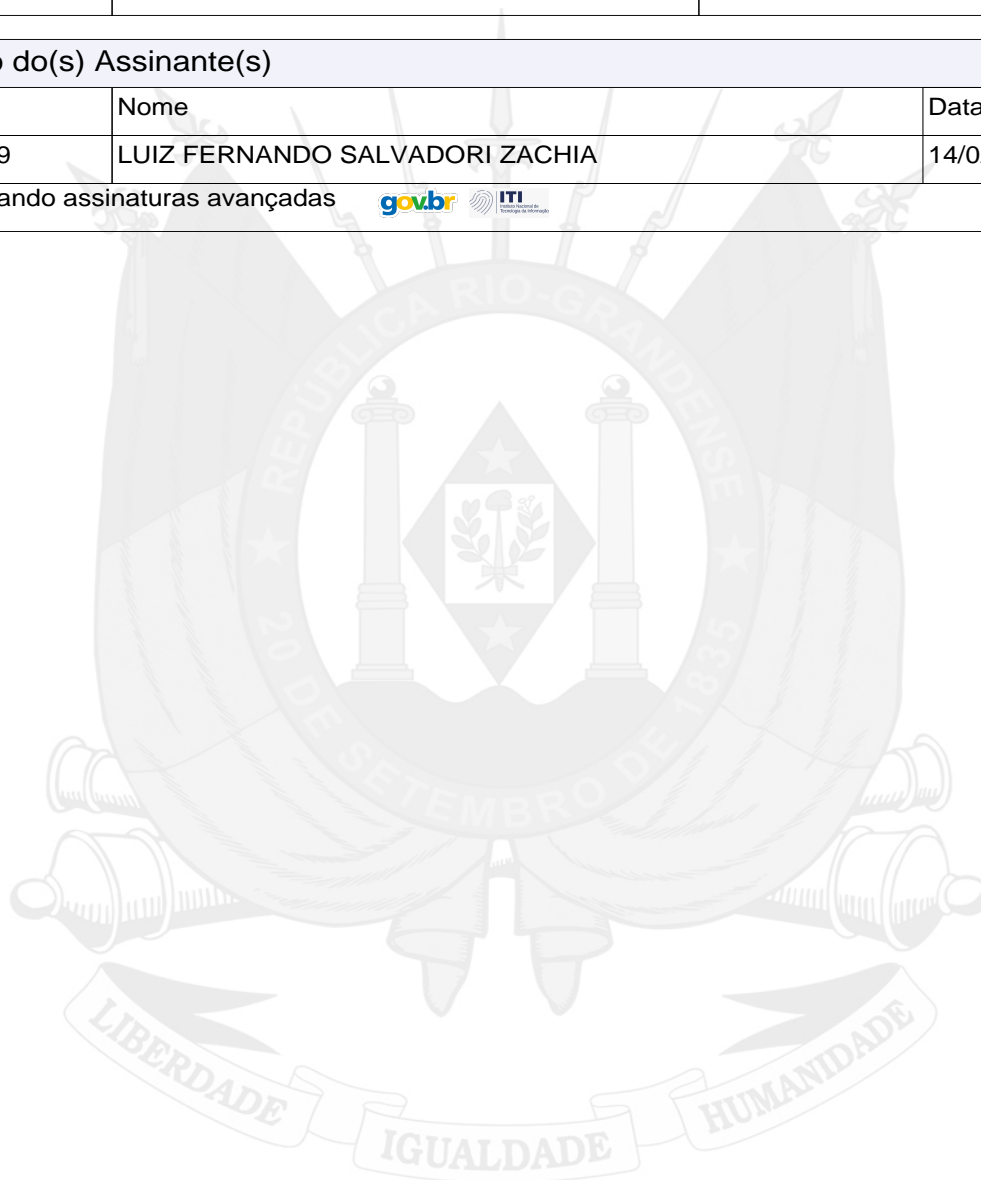 o do(s) Assinante(s)
Nome
Data
9
LUIZ FERNANDO SALVADORI ZACHIA
14/0
ando assinaturas avançadas
gov.br
ITI
REPÚBLICA RIO-GRANDENSE
20 DE SETEMBRO DE 1835
LIBERDADE
IGUALDADE
HUMANIDADE